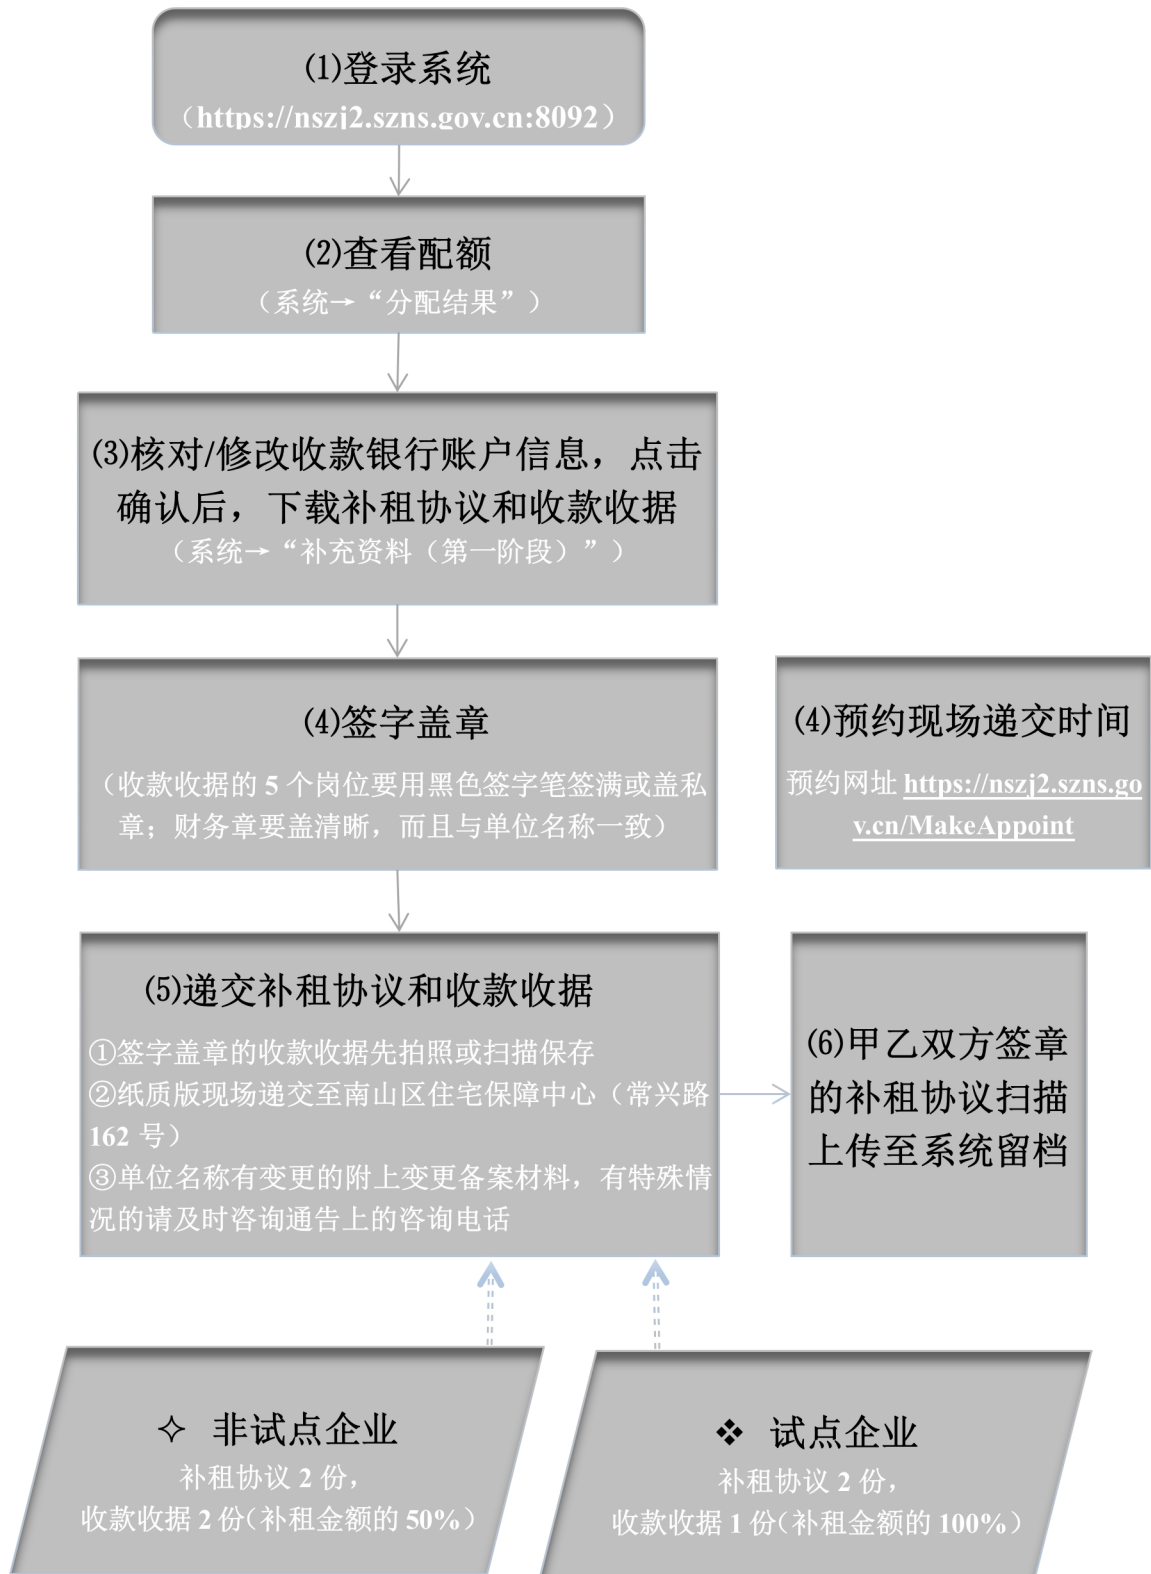 ⑴登录系统
（https://nszj2.szns.gov.cn:8092）
⑵查看配额
（系统→“分配结果”）
⑶核对/修改收款银行账户信息，点击
确认后，下载补租协议和收款收据
（系统→“补充资料（第一阶段）”）
⑷签字盖章
（收款收据的 5 个岗位要用黑色签字笔签满或盖私
章；财务章要盖清晰，而且与单位名称一致）
⑷预约现场递交时间
预约网址 https://nszj2.szns.go
v.cn/MakeAppoint
⑸递交补租协议和收款收据
①签字盖章的收款收据先拍照或扫描保存
②纸质版现场递交至南山区住宅保障中心（常兴路
162 号）
③单位名称有变更的附上变更备案材料，有特殊情
况的请及时咨询通告上的咨询电话
⑹甲乙双方签章
的补租协议扫描
上传至系统留档
✧ 非试点企业
补租协议 2 份，
收款收据 2 份（补租金额的 50%）
❖ 试点企业
补租协议 2 份，
收款收据 1 份（补租金额的 100%）